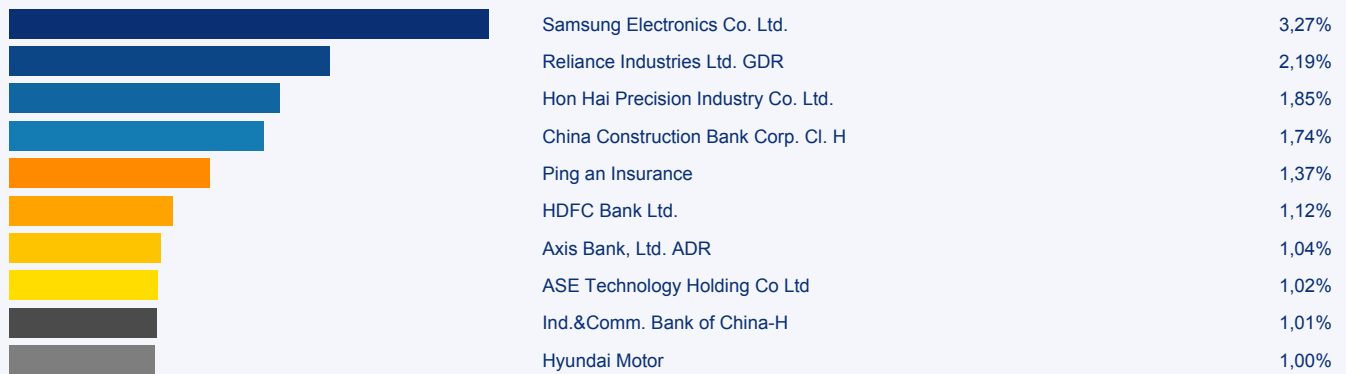 Samsung Electronics Co. Ltd. 3,27%
Reliance Industries Ltd. GDR 2,19%
Hon Hai Precision Industry Co. Ltd. 1,85%
China Construction Bank Corp. Cl. H 1,74%
Ping an Insurance 1,37%
HDFC Bank Ltd. 1,12%
Axis Bank, Ltd. ADR 1,04%
ASE Technology Holding Co Ltd 1,02%
Ind.&Comm. Bank of China-H 1,01%
Hyundai Motor 1,00%